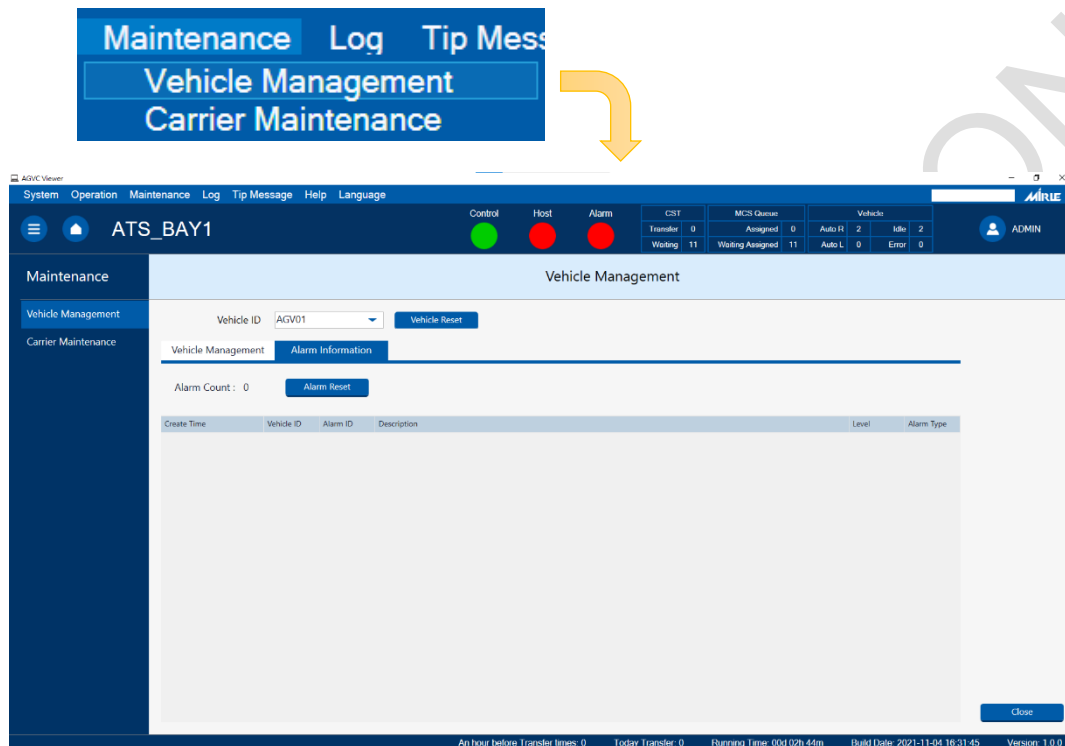 Maintenance Log Tip Mess
Vehicle Management
Carrier Maintenance
AGVC Viewer
System Operation Maintenance Log Tip Message Help Language
MiRLE
ATS_BAY1
Control Host Alarm
CST MCS Queue Vehicle
Transfer 0 Assigned 0 Auto R 2 Idle 2
Waiting 11 Waiting Assigned 11 Auto L 0 Error 0
ADMIN
Maintenance
Vehicle Management
Vehicle Management
Carrier Maintenance
Vehicle ID AGV01 Vehicle Reset
Vehicle Management Alarm Information
Alarm Count : 0 Alarm Reset
Create Time Vehicle ID Alarm ID Description Level Alarm Type
Close
An hour before Transfer times: 0 Today Transfer: 0 Running Time: 00d 02h 44m Build Date: 2021-11-04 16:31:45 Version: 1.0.0